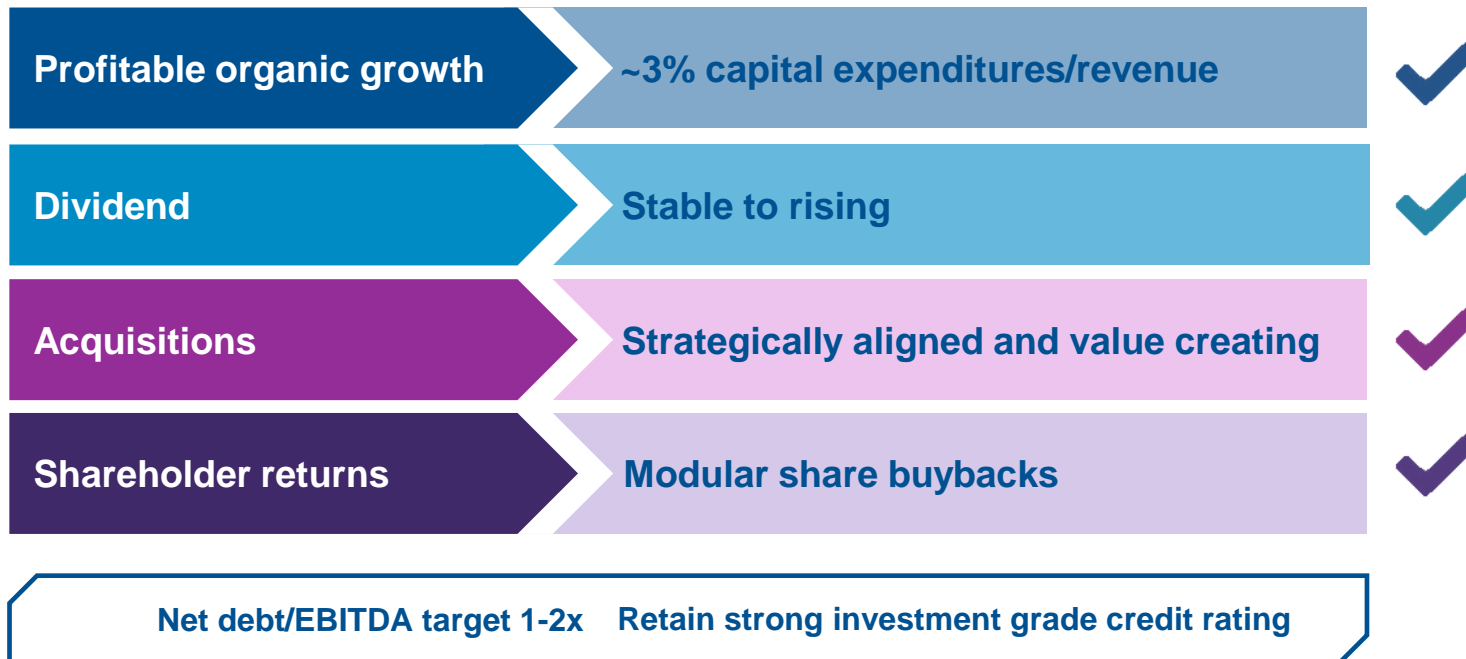 Profitable organic growth
~3% capital expenditures/revenue
Dividend
Stable to rising
Acquisitions
Strategically aligned and value creating
Shareholder returns
Modular share buybacks
Net debt/EBITDA target 1-2x Retain strong investment grade credit rating